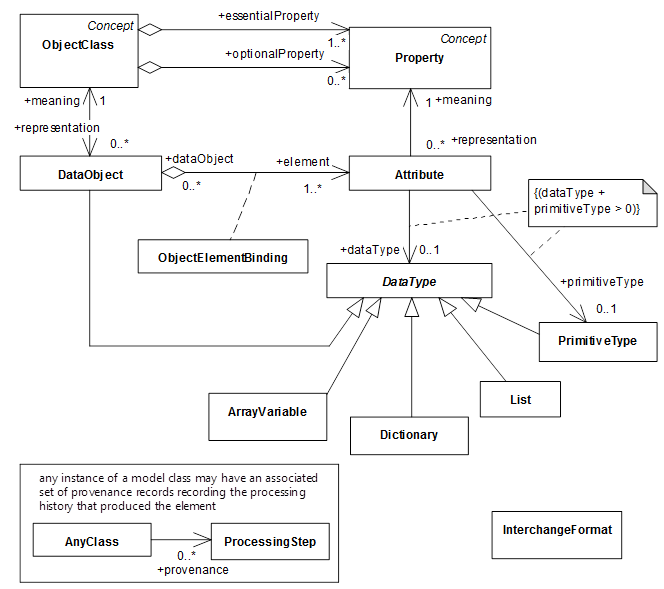 Concept
ObjectClass
+essentialProperty
1..*
+optionalProperty
0..*
Concept
Property
+meaning
1
+representation
0..*
1
+meaning
0..*
+representation
DataObject
+dataObject
0..*
+element
1..*
Attribute
{(dataType +
primitiveType > 0)}
ObjectElementBinding
+dataType
0..1
DataType
+primitiveType
0..1
PrimitiveType
ArrayVariable
Dictionary
List
any instance of a model class may have an associated
set of provenance records recording the processing
history that produced the element
AnyClass
0..*
+provenance
ProcessingStep
InterchangeFormat